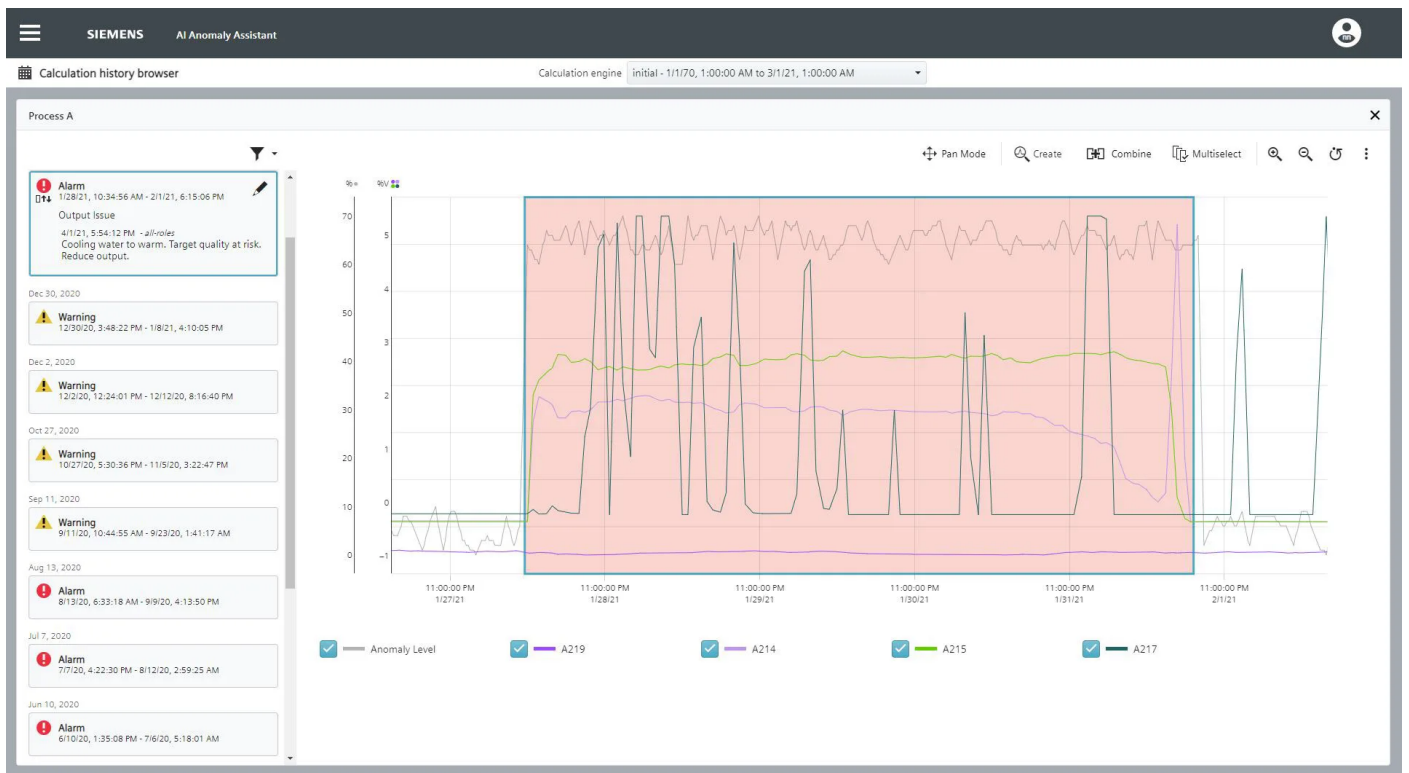 SIEMENS AI Anomaly Assistant
Calculation history browser
Calculation engine initial - 1/1/70, 1:00:00 AM to 3/1/21, 1:00:00 AM
Process A
Pan Mode Create Combine Multiselect
Alarm
1/28/21, 10:34:56 AM - 2/1/21, 6:15:06 PM
Output Issue
4/1/21, 5:54:12 PM - all-roles
Cooling water to warm. Target quality at risk.
Reduce output.
Dec 30, 2020
Warning
12/30/20, 3:48:22 PM - 1/8/21, 4:10:05 PM
Dec 2, 2020
Warning
12/2/20, 12:24:01 PM - 12/12/20, 8:16:40 PM
Oct 27, 2020
Warning
10/27/20, 5:30:36 PM - 11/5/20, 3:22:47 PM
Sep 11, 2020
Warning
9/11/20, 10:44:55 AM - 9/23/20, 1:41:17 AM
Aug 13, 2020
Alarm
8/13/20, 6:33:18 AM - 9/9/20, 4:13:50 PM
Jul 7, 2020
Alarm
7/7/20, 4:22:30 PM - 8/12/20, 2:59:25 AM
Jun 10, 2020
Alarm
6/10/20, 1:35:08 PM - 7/6/20, 5:18:01 AM
70
60
50
40
30
20
10
0
5
4
3
2
1
0
-1
11:00:00 PM 11:00:00 PM 11:00:00 PM 11:00:00 PM 11:00:00 PM 11:00:00 PM
1/27/21 1/28/21 1/29/21 1/30/21 1/31/21 2/1/21
Anomaly Level A219 A214 A215 A217